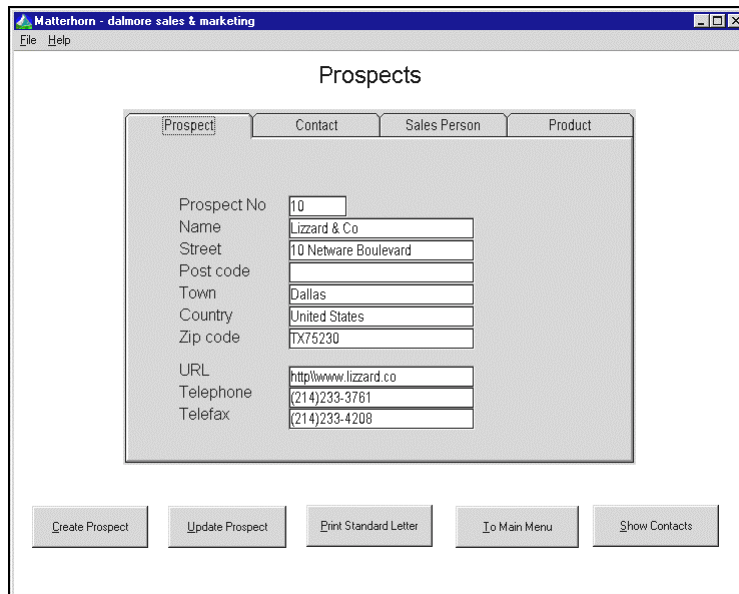 Matterhorn - dalmore sales & marketing
File Help
Prospects
Prospect Contact Sales Person Product
Prospect No 10
Name Lizzard & Co
Street 10 Netware Boulevard
Post code
Town Dallas
Country United States
Zip code TX75230
URL http\\www.lizzard.co
Telephone (214)233-3761
Telefax (214)233-4208
Create Prospect Update Prospect Print Standard Letter To Main Menu Show Contacts